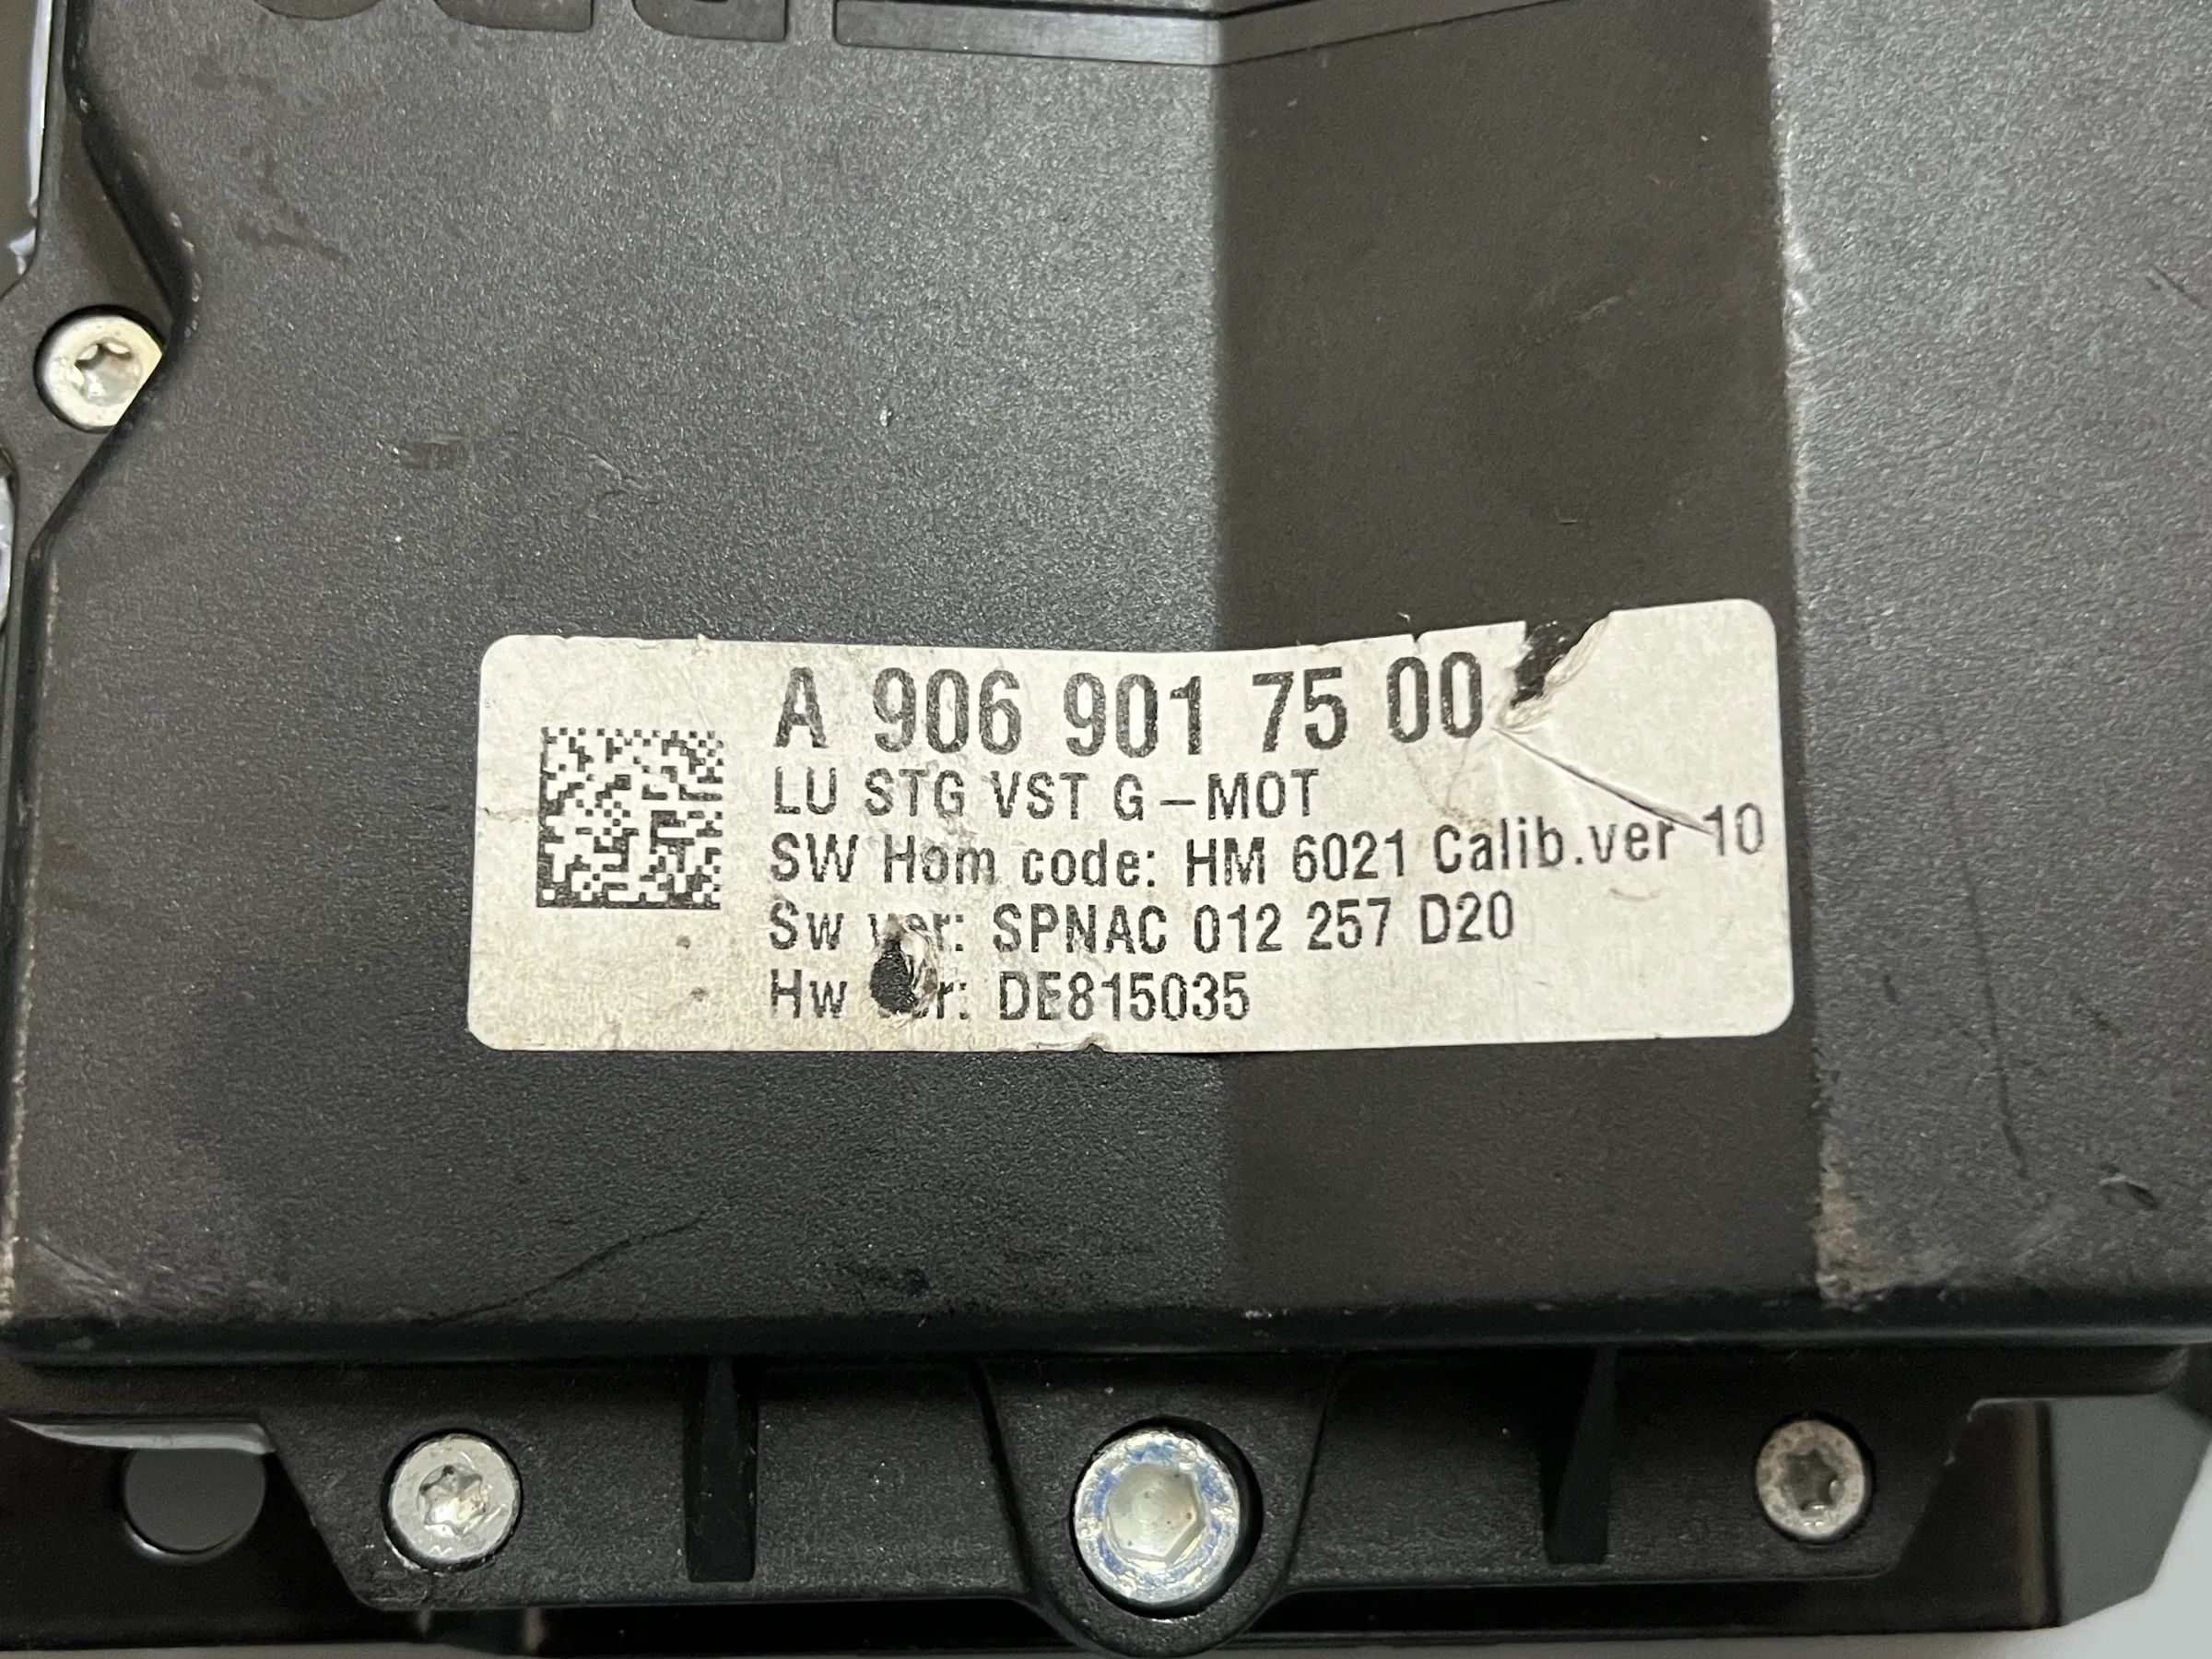 A 906 901 75 00
LU STG VST G-MOT
SW Hom code: HM 6021 Calib.ver 10
Sw ver: SPNAC 012 257 D20
Hw ver: DE815035